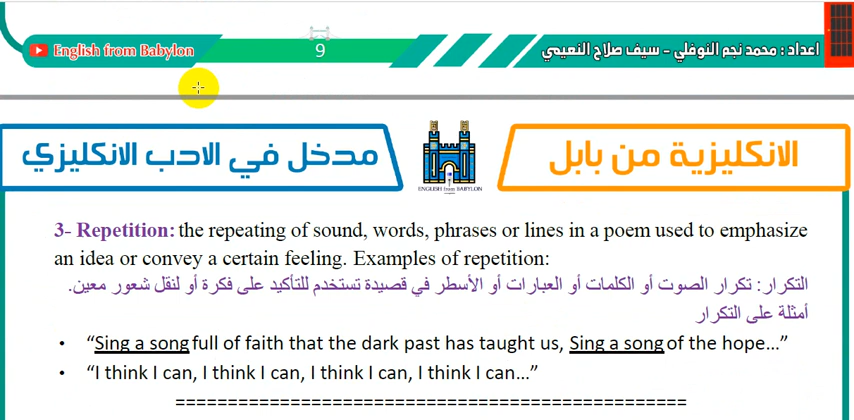 English from Babylon
9
اعداد : محمد نجم النوفلي - سيف صلاح النعيمي
الانكليزية من بابل
ENGLISH from BABYLON
مدخل في الادب الانكليزي
3- Repetition: the repeating of sound, words, phrases or lines in a poem used to emphasize
an idea or convey a certain feeling. Examples of repetition:
التكرار: تكرار الصوت أو الكلمات أو العبارات أو الأسطر في قصيدة تستخدم للتأكيد على فكرة أو لنقل شعور معين.
أمثلة على التكرار
• “Sing a song full of faith that the dark past has taught us, Sing a song of the hope…”
• “I think I can, I think I can, I think I can, I think I can…”
=================================================